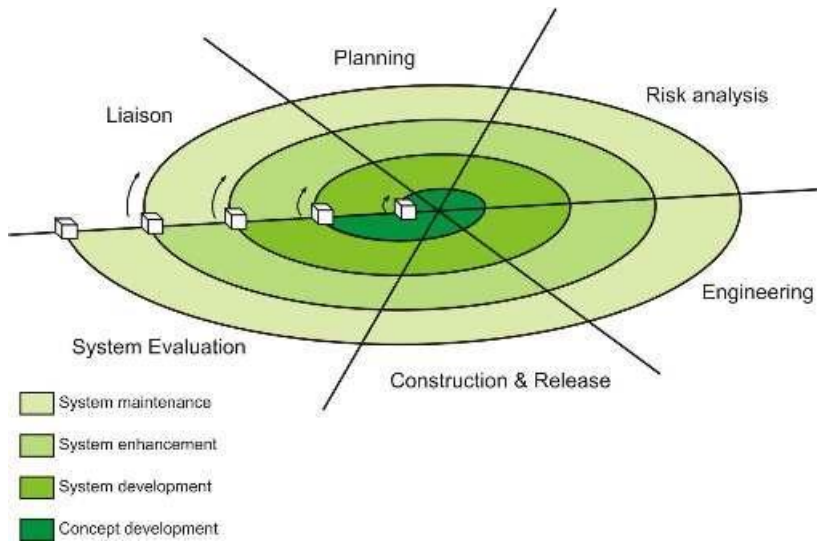 Planning
Risk analysis
Liaison
Engineering
System Evaluation
Construction & Release
System maintenance
System enhancement
System development
Concept development